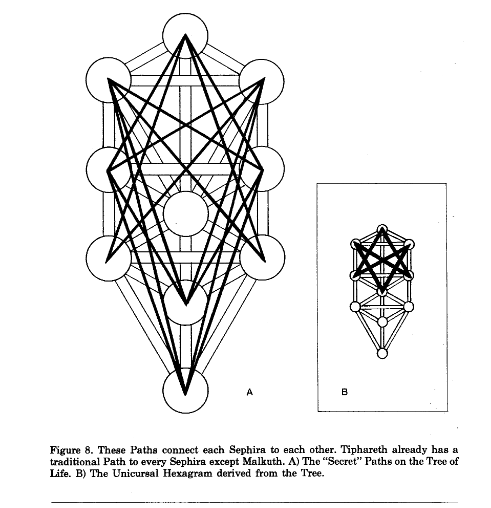 A
B
Figure 8. These Paths connect each Sephira to each other. Tiphareth already has a
traditional Path to every Sephira except Malkuth. A) The “Secret” Paths on the Tree of
Life. B) The Unicursal Hexagram derived from the Tree.